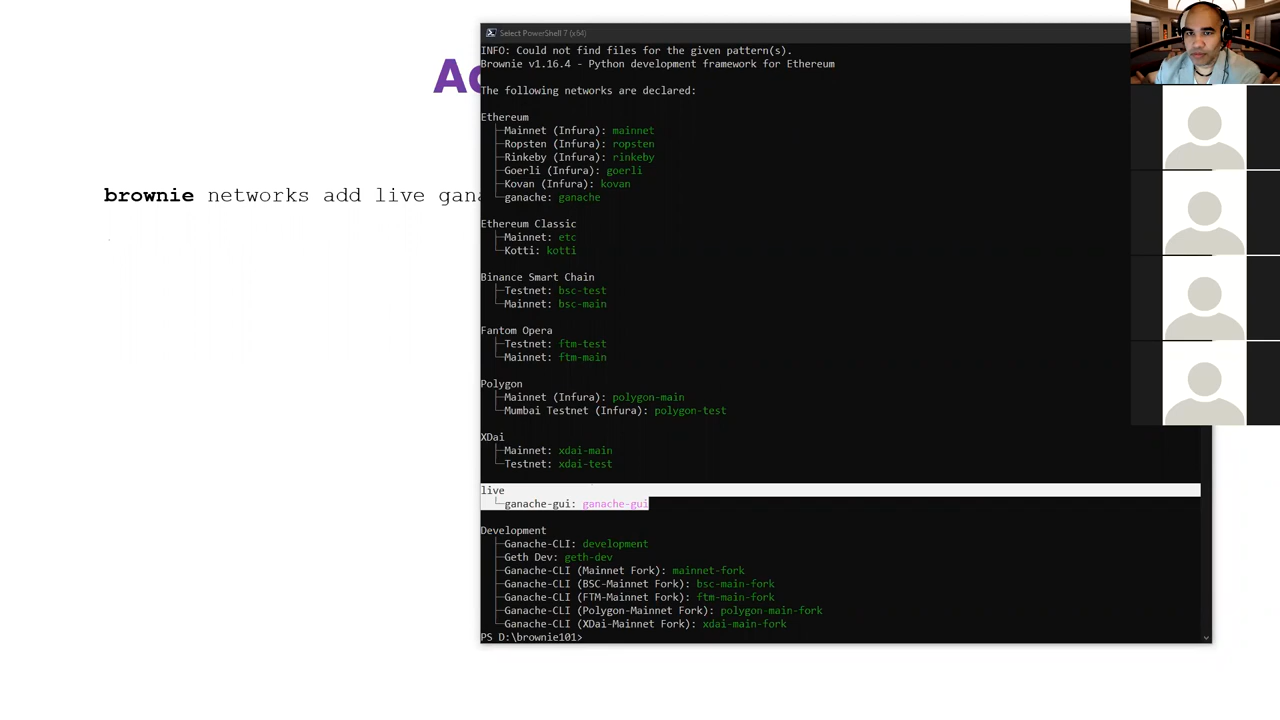 Select PowerShell 7 (x64)
INFO: Could not find files for the given pattern(s).
Brownie v1.16.4 - Python development framework for Ethereum
The following networks are declared:
Ethereum
├─Mainnet (Infura): mainnet
├─Ropsten (Infura): ropsten
├─Rinkeby (Infura): rinkeby
├─Goerli (Infura): goerli
├─Kovan (Infura): kovan
└─ganache: ganache
Ethereum Classic
├─Mainnet: etc
└─Kotti: kotti
Binance Smart Chain
├─Testnet: bsc-test
└─Mainnet: bsc-main
Fantom Opera
├─Testnet: ftm-test
└─Mainnet: ftm-main
Polygon
├─Mainnet (Infura): polygon-main
└─Mumbai Testnet (Infura): polygon-test
XDai
├─Mainnet: xdai-main
└─Testnet: xdai-test
live
└─ganache-gui: ganache-gui
Development
├─Ganache-CLI: development
├─Geth Dev: geth-dev
├─Ganache-CLI (Mainnet Fork): mainnet-fork
├─Ganache-CLI (BSC-Mainnet Fork): bsc-main-fork
├─Ganache-CLI (FTM-Mainnet Fork): ftm-main-fork
├─Ganache-CLI (Polygon-Mainnet Fork): polygon-main-fork
└─Ganache-CLI (XDai-Mainnet Fork): xdai-main-fork
PS D:\brownie101>
brownie networks add live